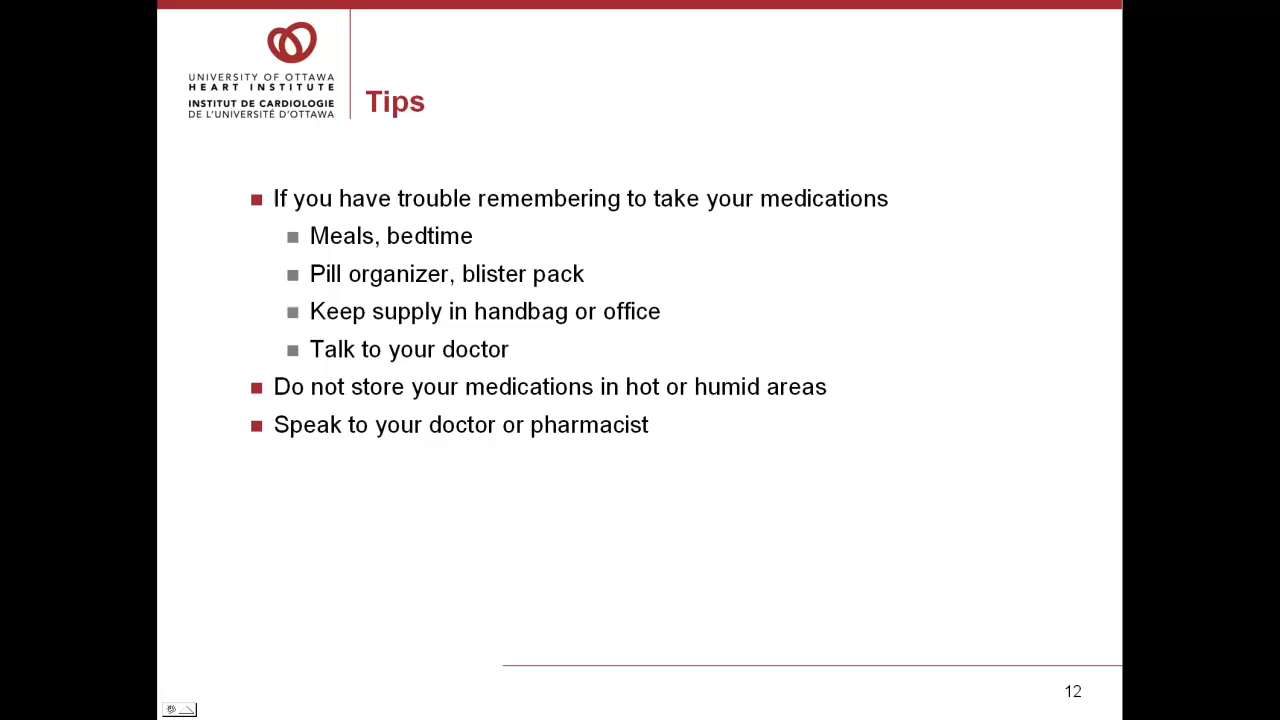 UNIVERSITY OF OTTAWA
HEART INSTITUTE
INSTITUT DE CARDIOLOGIE
DE L'UNIVERSITÉ D'OTTAWA
Tips
If you have trouble remembering to take your medications
Meals, bedtime
Pill organizer, blister pack
Keep supply in handbag or office
Talk to your doctor
Do not store your medications in hot or humid areas
Speak to your doctor or pharmacist
12